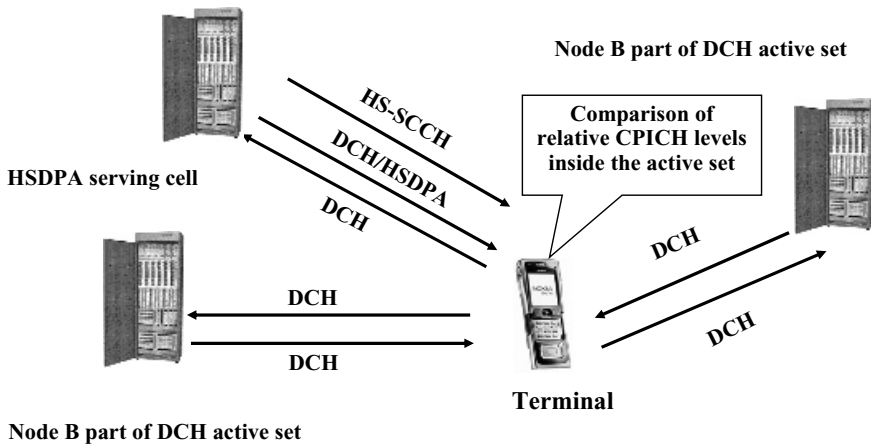 Node B part of DCH active set
HS-SCCH
Comparison of
relative CPICH levels
inside the active set
DCH/HSDPA
HSDPA serving cell
DCH
DCH
DCH
NOKIA
DCH
DCH
Terminal
Node B part of DCH active set